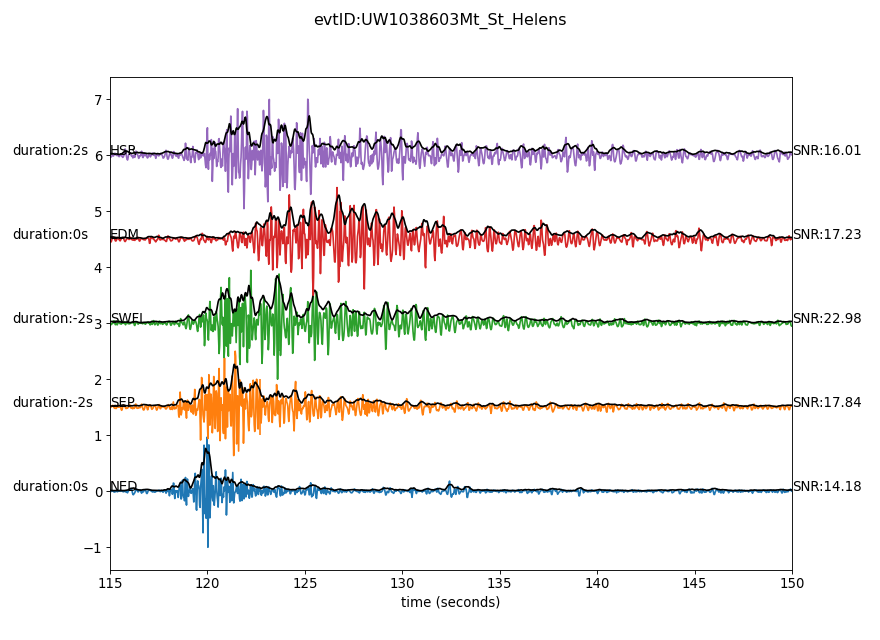 evtID:UW1038603Mt_St_Helens
7
duration:2s HSR SNR:16.01
6
5
duration:0s EDM SNR:17.23
4
duration:-2s 3 SWFL SNR:22.98
2
duration:-2s SEP SNR:17.84
1
duration:0s 0 NED SNR:14.18
−1
115 120 125 130 135 140 145 150
time (seconds)